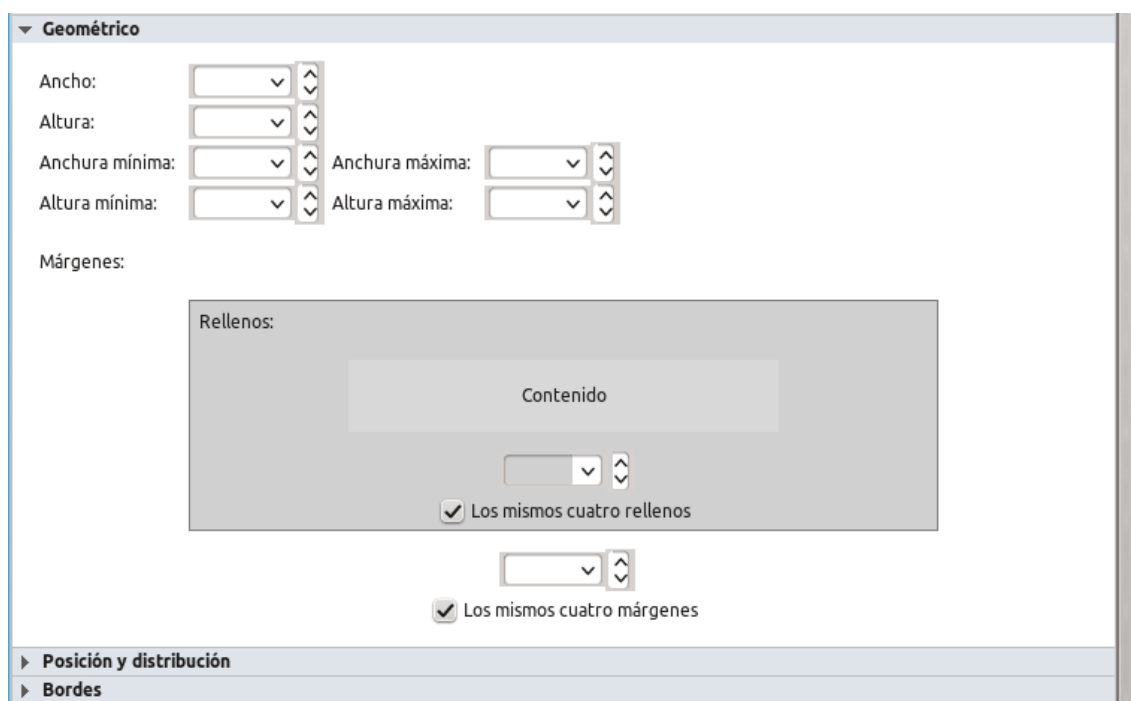 Geométrico
Ancho:
Altura:
Anchura mínima: Anchura máxima:
Altura mínima: Altura máxima:
Márgenes:
Rellenos:
Contenido
Los mismos cuatro rellenos
Los mismos cuatro márgenes
Posición y distribución
Bordes